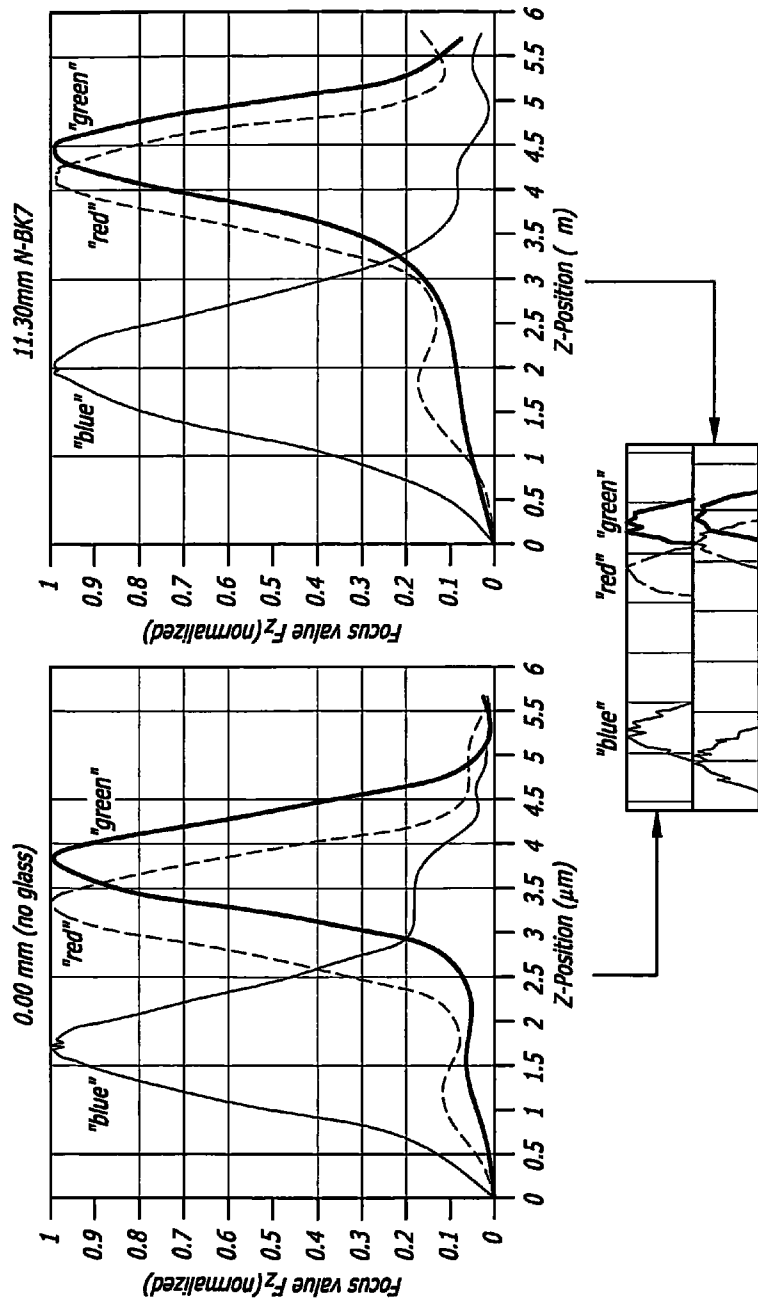 0.00 mm (no glass)
Focus value Fz (normalized)
1
0.9
0.8
0.7
0.6
0.5
0.4
0.3
0.2
0.1
0
"blue"
"red"
"green"
0 0.5 1 1.5 2 2.5 3 3.5 4 4.5 5 5.5 6
Z-Position (μm)
11.30mm N-BK7
Focus value Fz (normalized)
1
0.9
0.8
0.7
0.6
0.5
0.4
0.3
0.2
0.1
0
"blue"
"red"
"green"
0 0.5 1 1.5 2 2.5 3 3.5 4 4.5 5 5.5 6
Z-Position ( m)
"blue"
"red" "green"